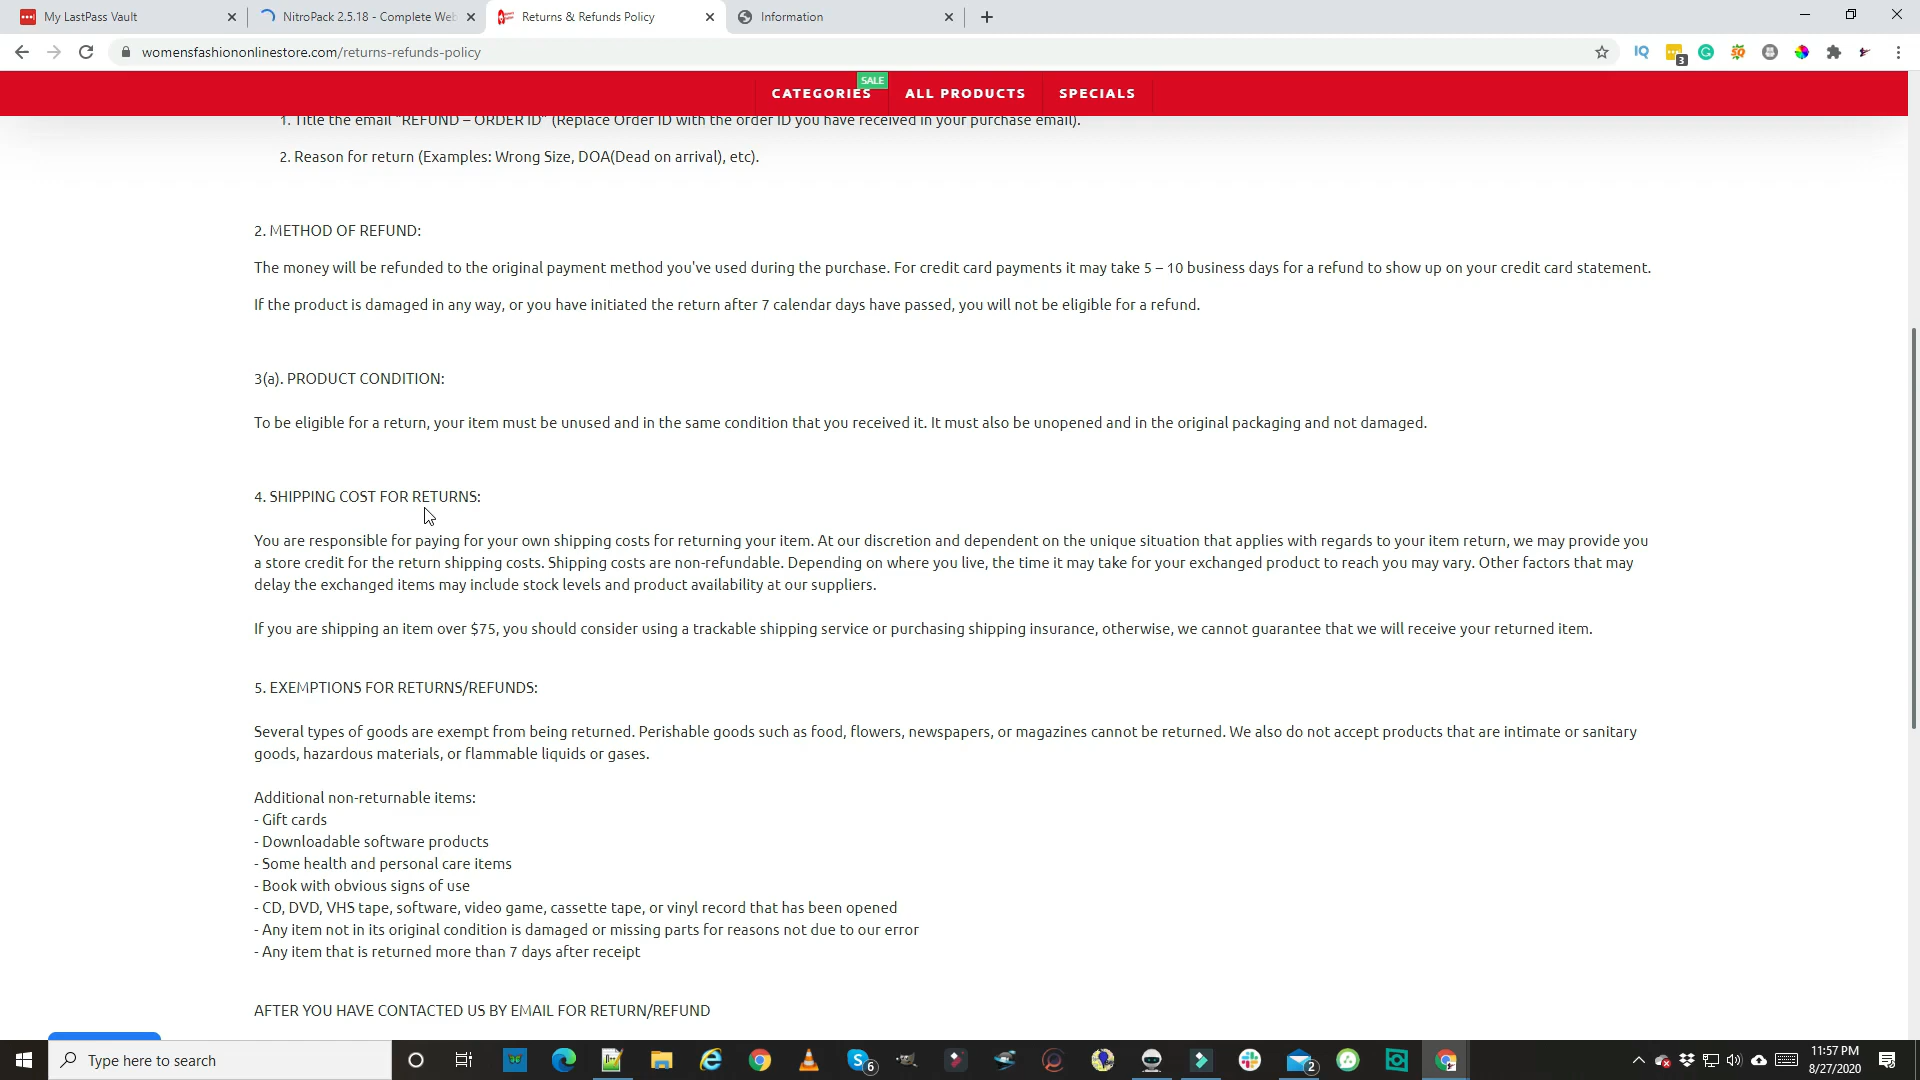 My LastPass Vault
NitroPack 2.5.18 - Complete Web
Returns & Refunds Policy
Information
womensfashiononlinestore.com/returns-refunds-policy
IQ
3
SALE
CATEGORIES
ALL PRODUCTS
SPECIALS
1. Title the email "REFUND – ORDER ID" (Replace Order ID with the order ID you have received in your purchase email).
2. Reason for return (Examples: Wrong Size, DOA(Dead on arrival), etc).
2. METHOD OF REFUND:
The money will be refunded to the original payment method you've used during the purchase. For credit card payments it may take 5 – 10 business days for a refund to show up on your credit card statement.
If the product is damaged in any way, or you have initiated the return after 7 calendar days have passed, you will not be eligible for a refund.
3(a). PRODUCT CONDITION:
To be eligible for a return, your item must be unused and in the same condition that you received it. It must also be unopened and in the original packaging and not damaged.
4. SHIPPING COST FOR RETURNS:
You are responsible for paying for your own shipping costs for returning your item. At our discretion and dependent on the unique situation that applies with regards to your item return, we may provide you
a store credit for the return shipping costs. Shipping costs are non-refundable. Depending on where you live, the time it may take for your exchanged product to reach you may vary. Other factors that may
delay the exchanged items may include stock levels and product availability at our suppliers.
If you are shipping an item over $75, you should consider using a trackable shipping service or purchasing shipping insurance, otherwise, we cannot guarantee that we will receive your returned item.
5. EXEMPTIONS FOR RETURNS/REFUNDS:
Several types of goods are exempt from being returned. Perishable goods such as food, flowers, newspapers, or magazines cannot be returned. We also do not accept products that are intimate or sanitary
goods, hazardous materials, or flammable liquids or gases.
Additional non-returnable items:
- Gift cards
- Downloadable software products
- Some health and personal care items
- Book with obvious signs of use
- CD, DVD, VHS tape, software, video game, cassette tape, or vinyl record that has been opened
- Any item not in its original condition is damaged or missing parts for reasons not due to our error
- Any item that is returned more than 7 days after receipt
AFTER YOU HAVE CONTACTED US BY EMAIL FOR RETURN/REFUND
Type here to search
6
2
11:57 PM
8/27/2020